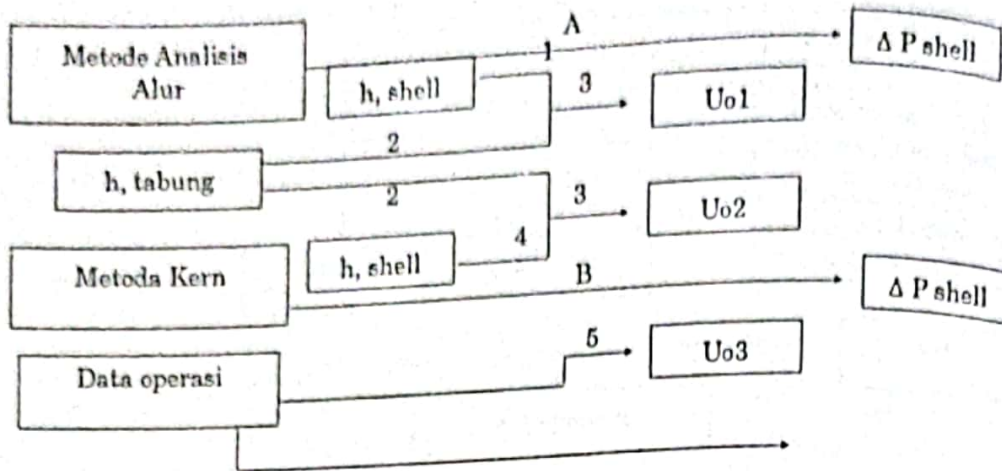 A
Metode Analisis
Alur
Δ P shell
1
h, shell
3
Uo1
2
h, tabung
2
3
Uo2
4
h, shell
Metoda Kern
B
Δ P shell
5
Uo3
Data operasi